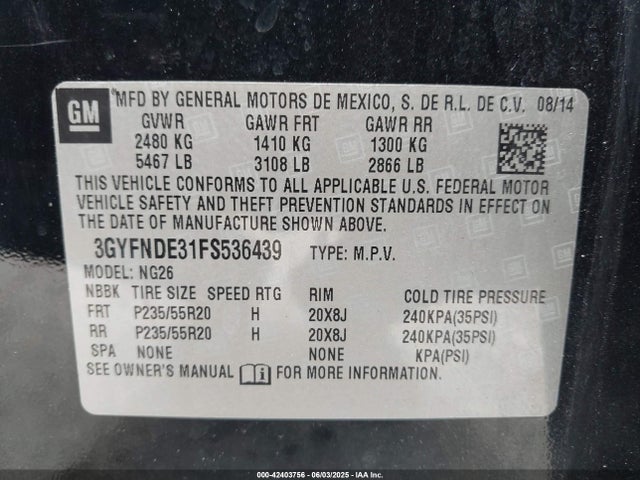 GM
MFD BY GENERAL MOTORS DE MEXICO, S. DE R.L. DE C.V. 08/14
GVWR GAWR FRT GAWR RR
2480 KG 1410 KG 1300 KG
5467 LB 3108 LB 2866 LB
THIS VEHICLE CONFORMS TO ALL APPLICABLE U.S. FEDERAL MOTOR
VEHICLE SAFETY AND THEFT PREVENTION STANDARDS IN EFFECT ON
THE DATE OF MANUFACTURE SHOWN ABOVE.
3GYFNDE31FS536439 TYPE: M.P.V.
MODEL: NG26
NBBK TIRE SIZE SPEED RTG RIM COLD TIRE PRESSURE
FRT P235/55R20 H 20X8J 240KPA(35PSI)
RR P235/55R20 H 20X8J 240KPA(35PSI)
SPA NONE NONE KPA(PSI)
SEE OWNER'S MANUAL FOR MORE INFORMATION.
000-42403756 - 06/03/2025 - IAA Inc.